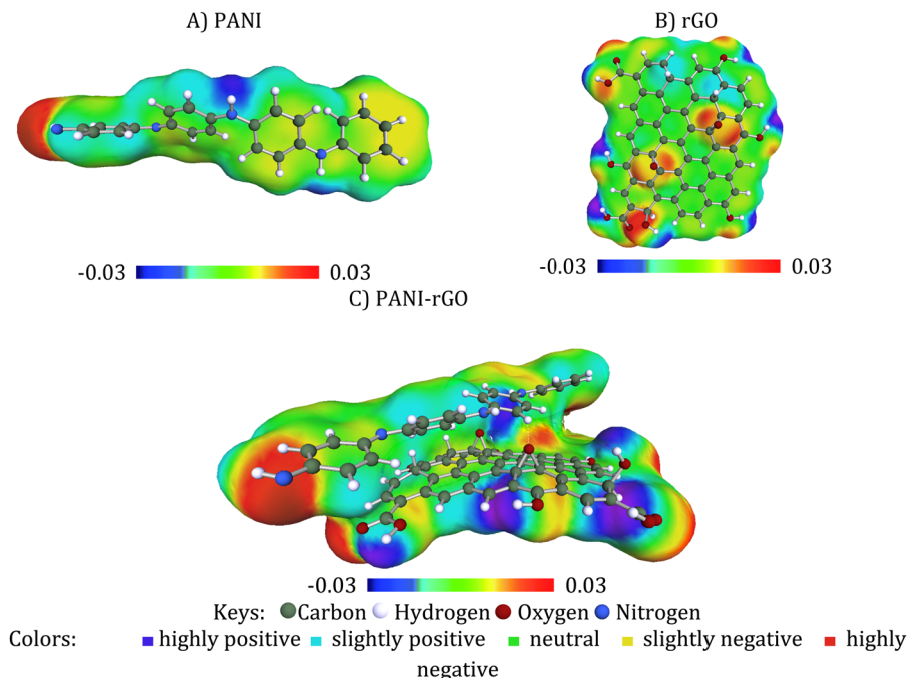 A) PANI
B) rGO
-0.03 0.03
-0.03 0.03
C) PANI-rGO
-0.03 0.03
Keys: Carbon Hydrogen Oxygen Nitrogen
Colors: highly positive slightly positive neutral slightly negative highly
negative